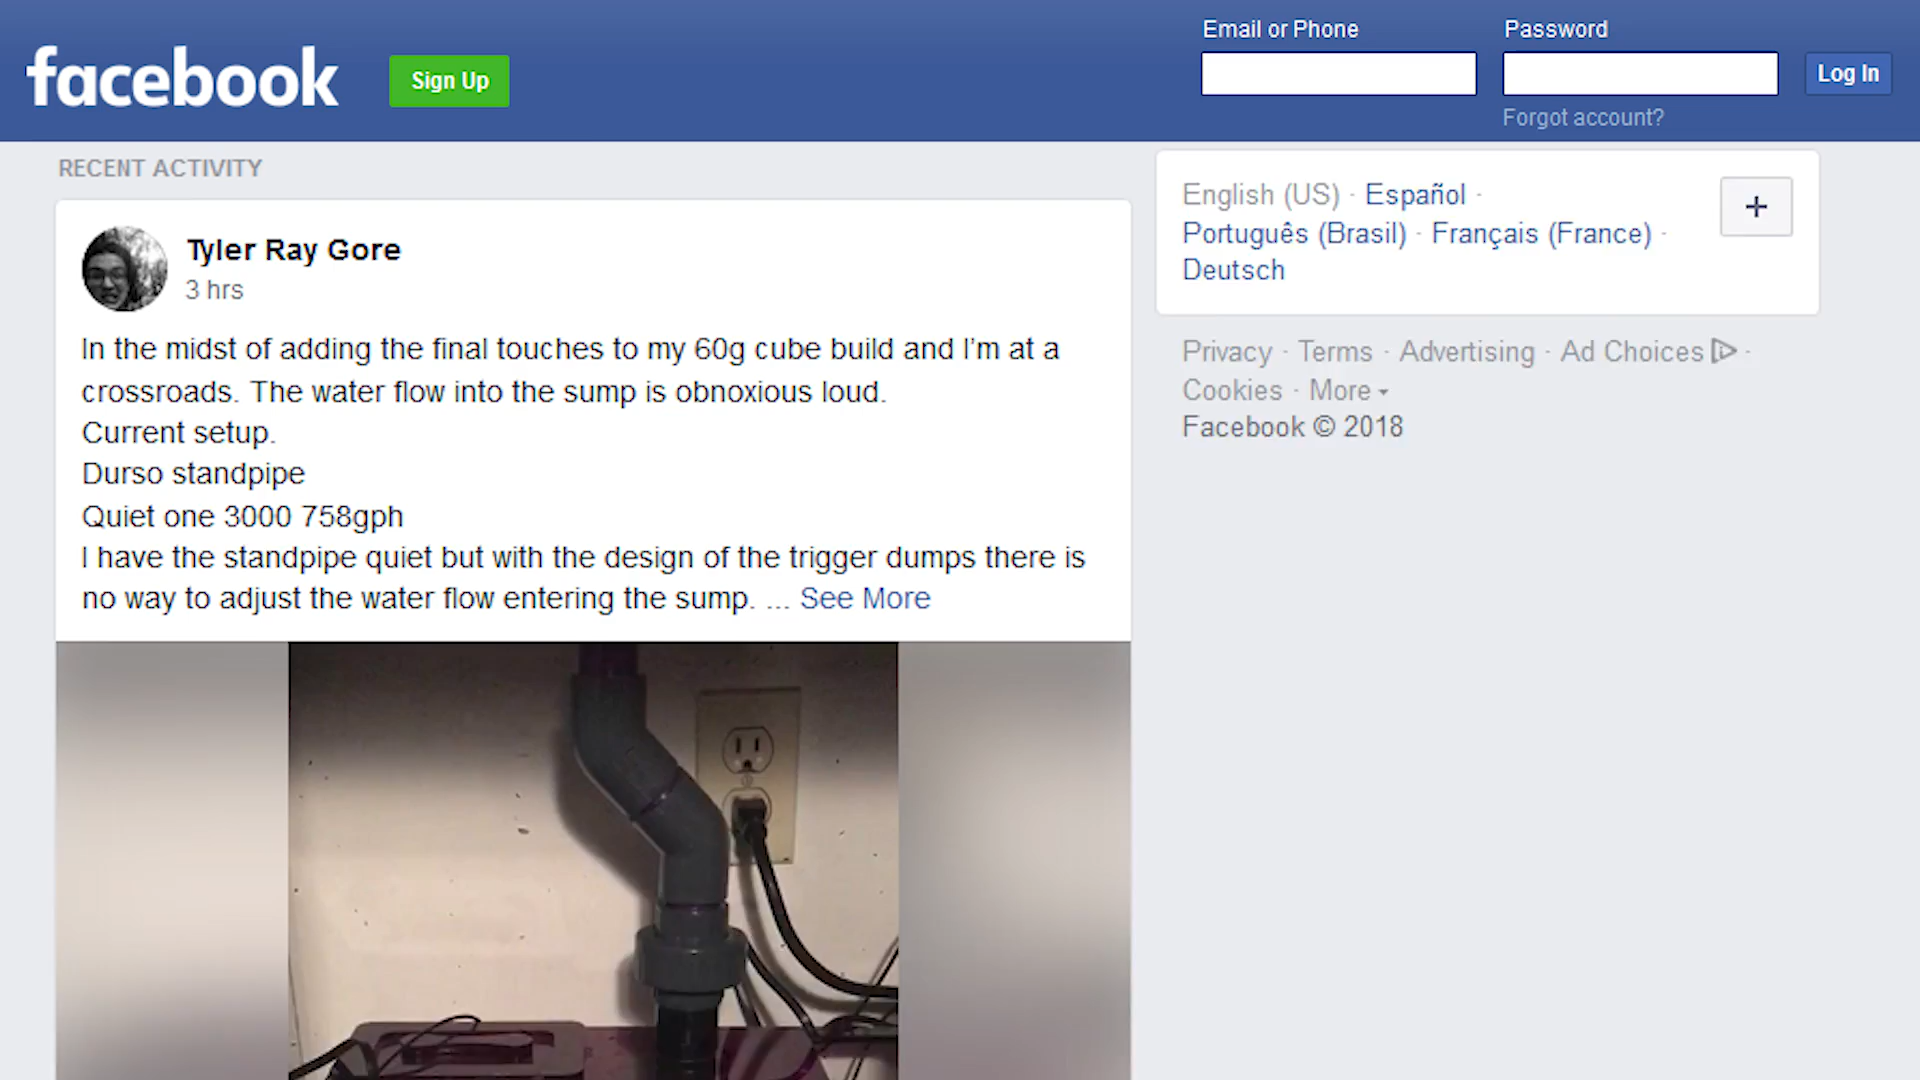 facebook
Sign Up
Email or Phone
Password
Log In
Forgot account?
RECENT ACTIVITY
Tyler Ray Gore
3 hrs
In the midst of adding the final touches to my 60g cube build and I'm at a
crossroads. The water flow into the sump is obnoxious loud.
Current setup.
Durso standpipe
Quiet one 3000 758gph
I have the standpipe quiet but with the design of the trigger dumps there is
no way to adjust the water flow entering the sump. ... See More
English (US) · Español ·
Português (Brasil) · Français (France) ·
Deutsch
+
Privacy · Terms · Advertising · Ad Choices ·
Cookies · More
Facebook © 2018